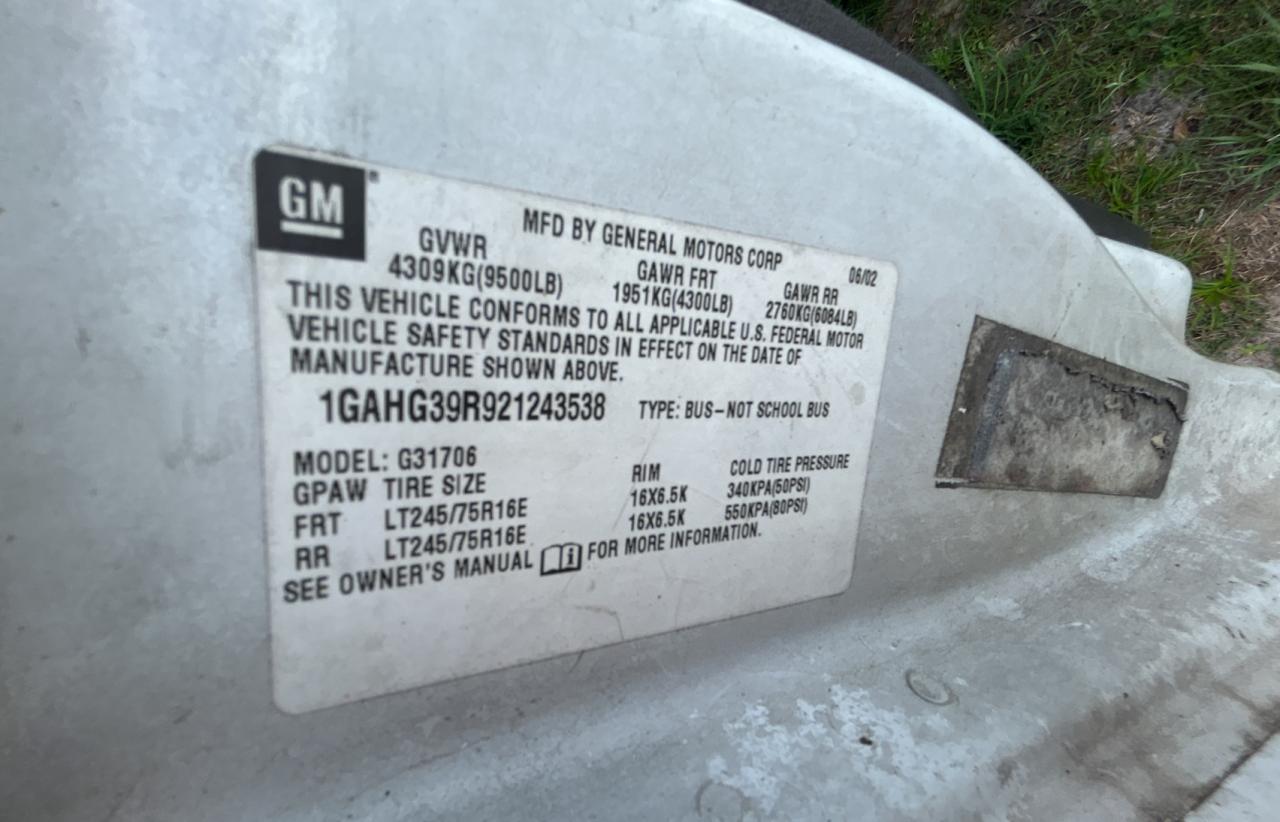 GM
MFD BY GENERAL MOTORS CORP
06/02
GVWR GAWR FRT GAWR RR
4309KG(9500LB) 1951KG(4300LB) 2760KG(6084LB)
THIS VEHICLE CONFORMS TO ALL APPLICABLE U.S. FEDERAL MOTOR
VEHICLE SAFETY STANDARDS IN EFFECT ON THE DATE OF
MANUFACTURE SHOWN ABOVE.
1GAHG39R921243538 TYPE: BUS-NOT SCHOOL BUS
MODEL: G31706
GPAW TIRE SIZE RIM COLD TIRE PRESSURE
FRT LT245/75R16E 16X6.5K 340KPA(50PSI)
RR LT245/75R16E 16X6.5K 550KPA(80PSI)
SEE OWNER'S MANUAL FOR MORE INFORMATION.